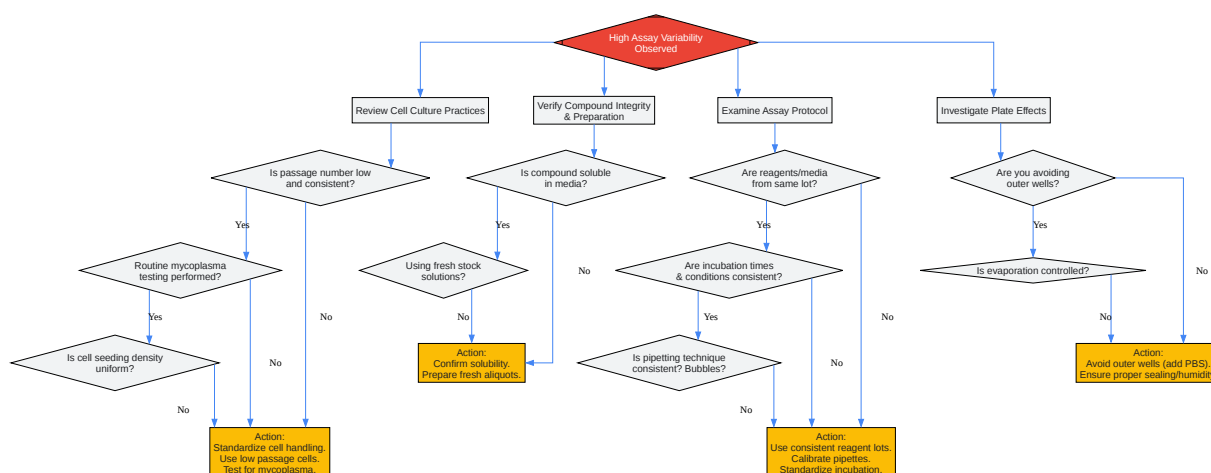 High Assay Variability
Observed
Review Cell Culture Practices
Verify Compound Integrity
& Preparation
Examine Assay Protocol
Investigate Plate Effects
Is passage number low
and consistent?
Is compound soluble
in media?
Are reagents/media
from same lot?
Are you avoiding
outer wells?
Yes
Yes
Yes
Yes
Routine mycoplasma
testing performed?
Using fresh stock
solutions?
No
Are incubation times
& conditions consistent?
Is evaporation controlled?
No
Yes
No
No
Yes
No
No
Is cell seeding density
uniform?
No
Action:
Confirm solubility.
Prepare fresh aliquots.
Is pipetting technique
consistent? Bubbles?
No
Action:
Avoid outer wells (add PBS).
Ensure proper sealing/humidity
No
No
Action:
Standardize cell handling.
Use low passage cells.
Test for mycoplasma.
Action:
Use consistent reagent lots.
Calibrate pipettes.
Standardize incubation.